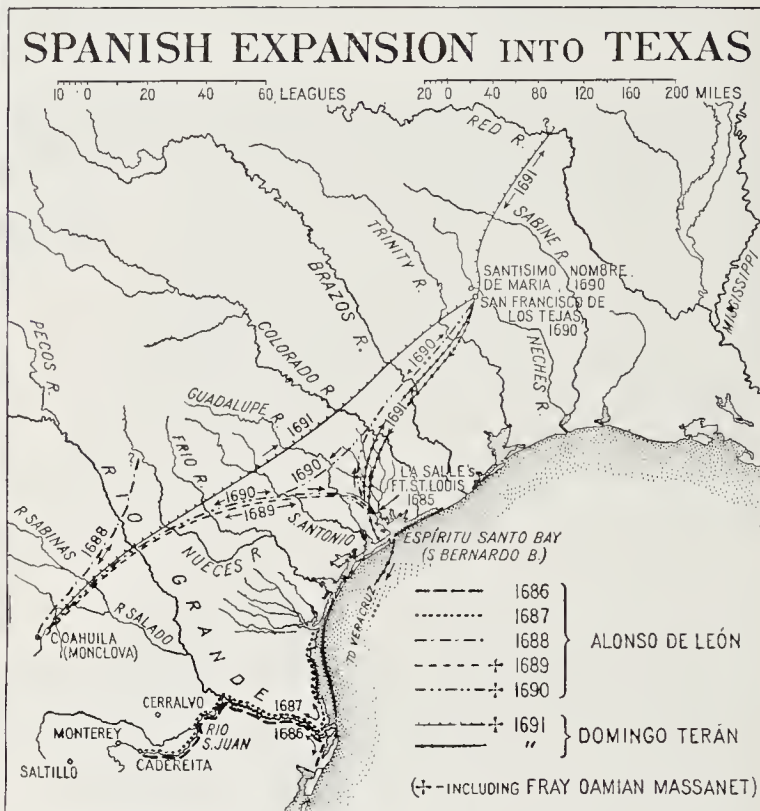 SPANISH EXPANSION INTO TEXAS
10 0 20 40 60 LEAGUES
20 0 40 80 120 160 200 MILES
RED R.
1691
SABINE R.
TRINITY R.
SANTISIMO NOMBRE
DE MARIA, 1690
SAN FRANCISCO DE
LOS TEJAS
1690
MISSISSIPPI
BRAZOS R.
NECHES R.
PECOS R.
COLORADO R.
1690
1691
GUADALUPE R.
1691
FRIO R.
1690
LA SALLE'S
FT. ST. LOUIS
1685
?
RIO GRANDE
1690
1689
S. ANTONIO
ESPÍRITU SANTO BAY
(S BERNARDO B.)
R SABINAS
1688
NUECES R
R SALADO
TO VERACRUZ
COAHUILA
(MONCLOVA)
CERRALVO
1687
1686
MONTEREY
RIO
S. JUAN
CADEREITA
SALTILLO
1686
1687
1688
✢ 1689
✢ 1690
ALONSO DE LEÓN
✢ 1691
"
DOMINGO TERÁN
(✢-INCLUDING FRAY DAMIAN MASSANET)